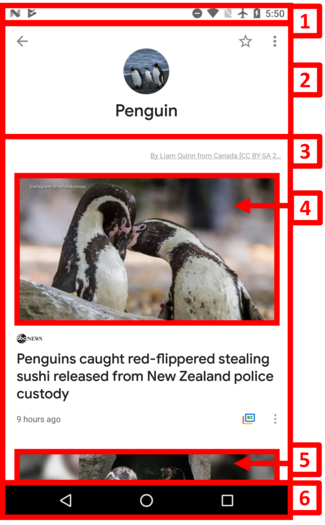 5:50
1
2
Penguin
3
By Liam Quinn from Canada [CC BY-SA 2...
4
abc NEWS
Penguins caught red-flippered stealing
sushi released from New Zealand police
custody
9 hours ago
5
6